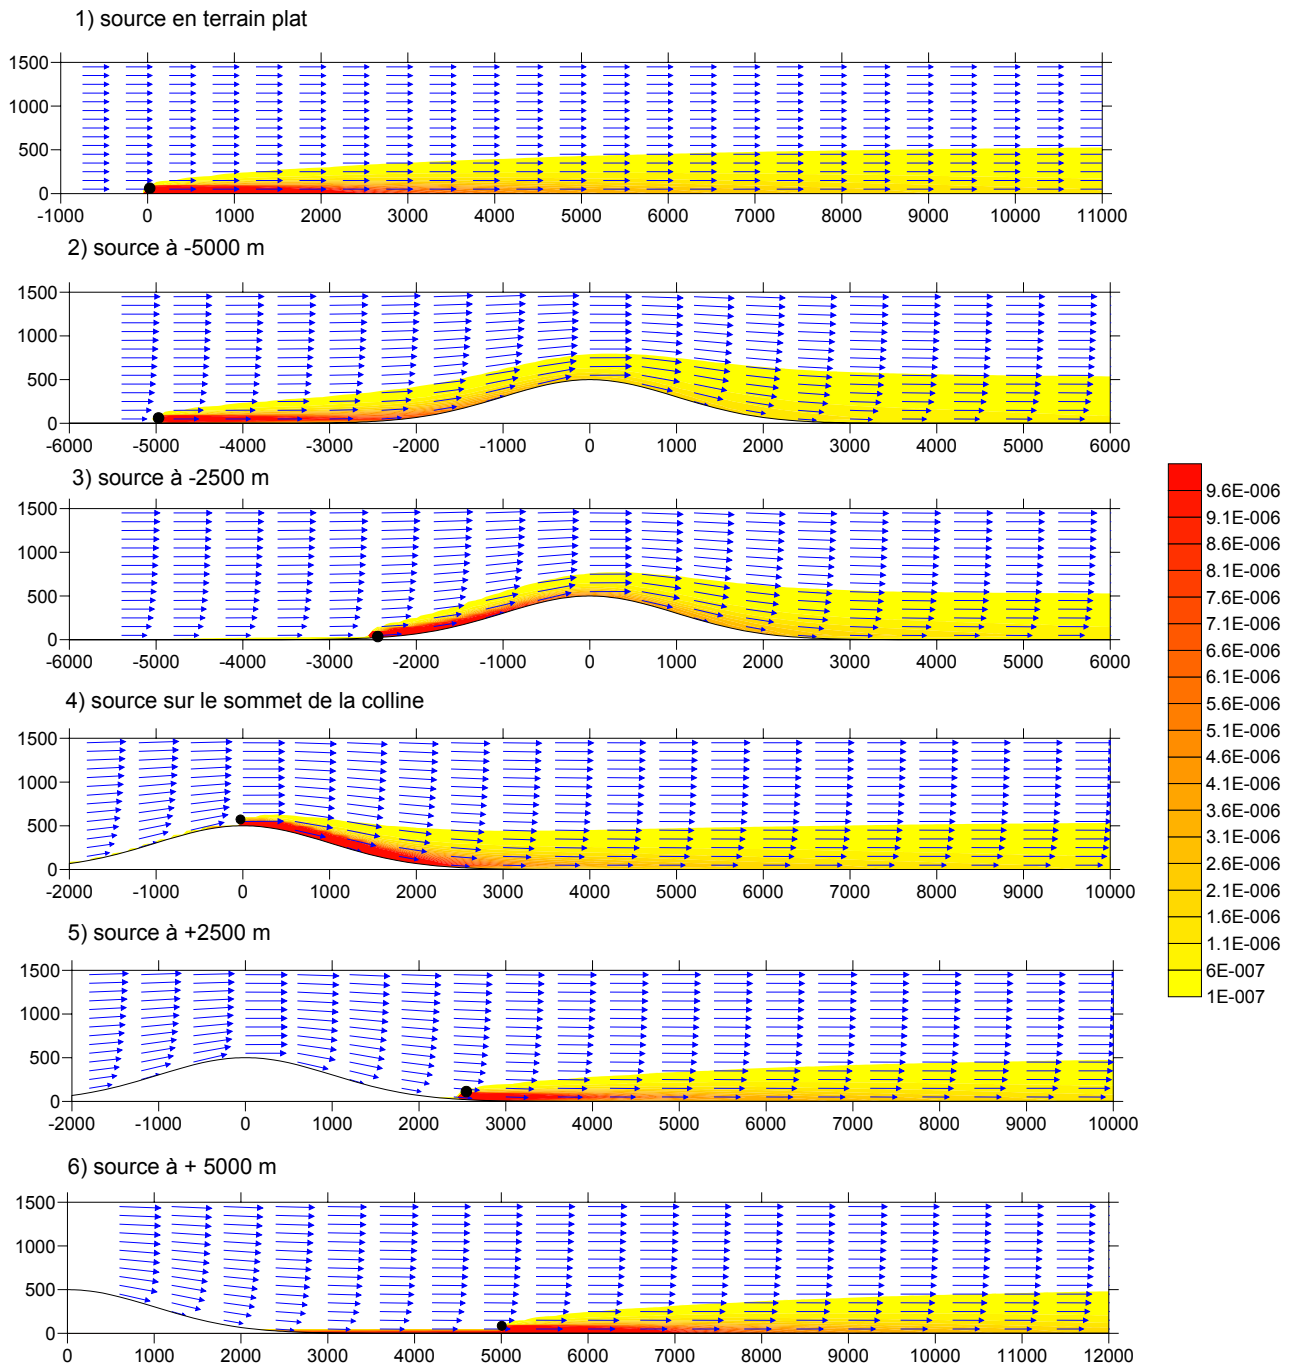 1) source en terrain plat
1500
1000
500
0
-1000 0 1000 2000 3000 4000 5000 6000 7000 8000 9000 10000 11000
2) source à -5000 m
1500
1000
500
0
-6000 -5000 -4000 -3000 -2000 -1000 0 1000 2000 3000 4000 5000 6000
3) source à -2500 m
1500
1000
500
0
-6000 -5000 -4000 -3000 -2000 -1000 0 1000 2000 3000 4000 5000 6000
4) source sur le sommet de la colline
1500
1000
500
0
-2000 -1000 0 1000 2000 3000 4000 5000 6000 7000 8000 9000 10000
5) source à +2500 m
1500
1000
500
0
-2000 -1000 0 1000 2000 3000 4000 5000 6000 7000 8000 9000 10000
6) source à + 5000 m
1500
1000
500
0
0 1000 2000 3000 4000 5000 6000 7000 8000 9000 10000 11000 12000
9.6E-006
9.1E-006
8.6E-006
8.1E-006
7.6E-006
7.1E-006
6.6E-006
6.1E-006
5.6E-006
5.1E-006
4.6E-006
4.1E-006
3.6E-006
3.1E-006
2.6E-006
2.1E-006
1.6E-006
1.1E-006
6E-007
1E-007